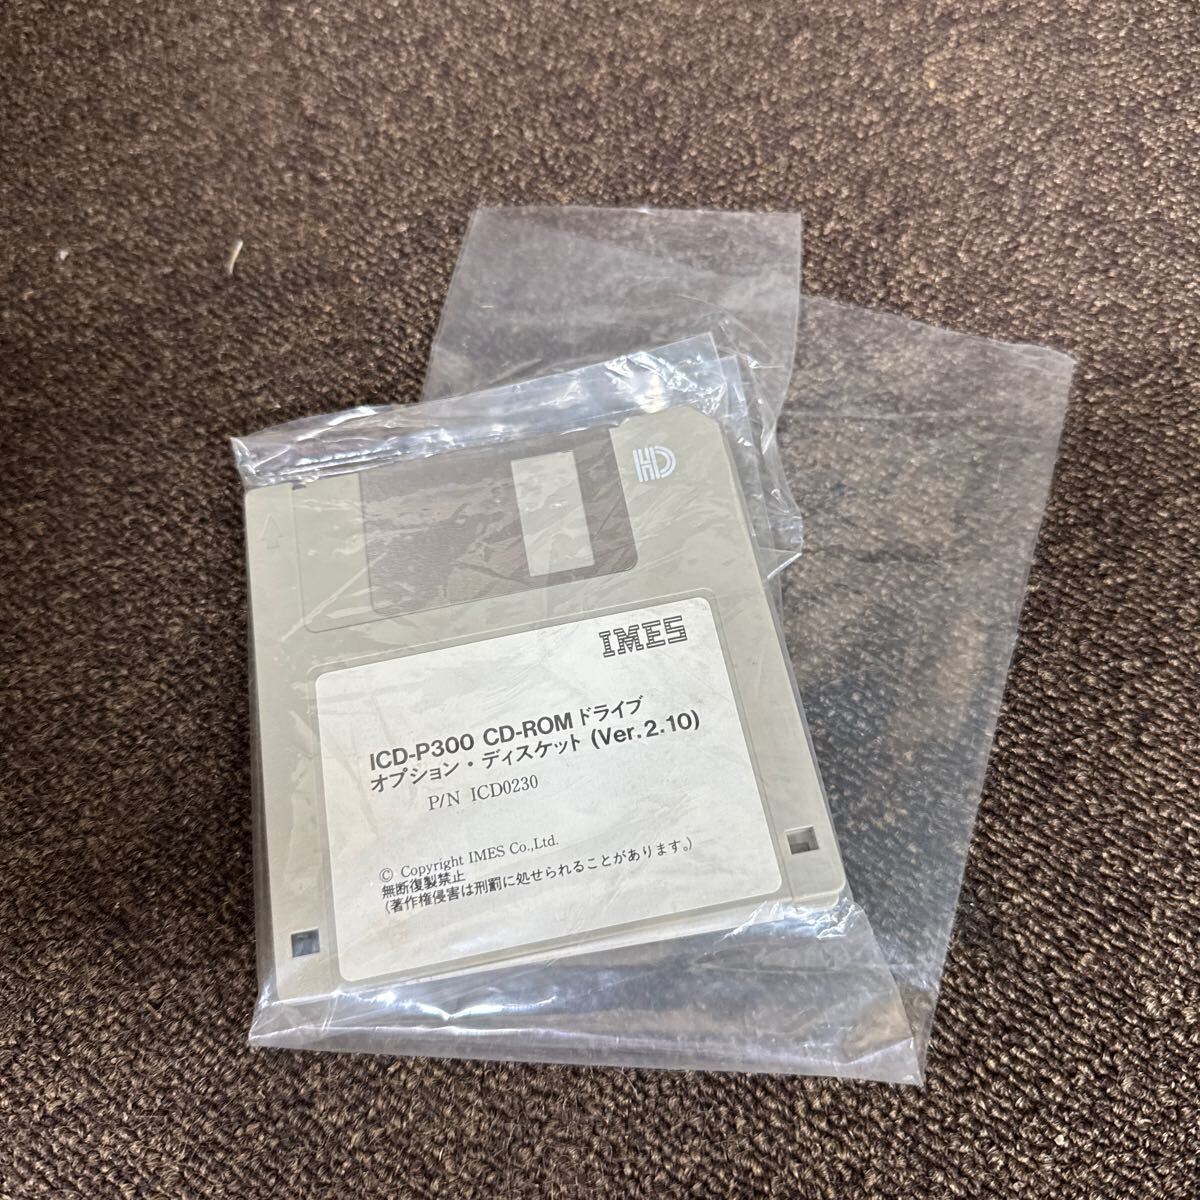 HD
IMES
ICD-P300 CD-ROMドライブ
オプション・ディスケット (Ver.2.10)
P/N ICD0230
© Copyright IMES Co.,Ltd.
無断復製禁止
(著作権侵害は刑罰に処せられることがあります。)